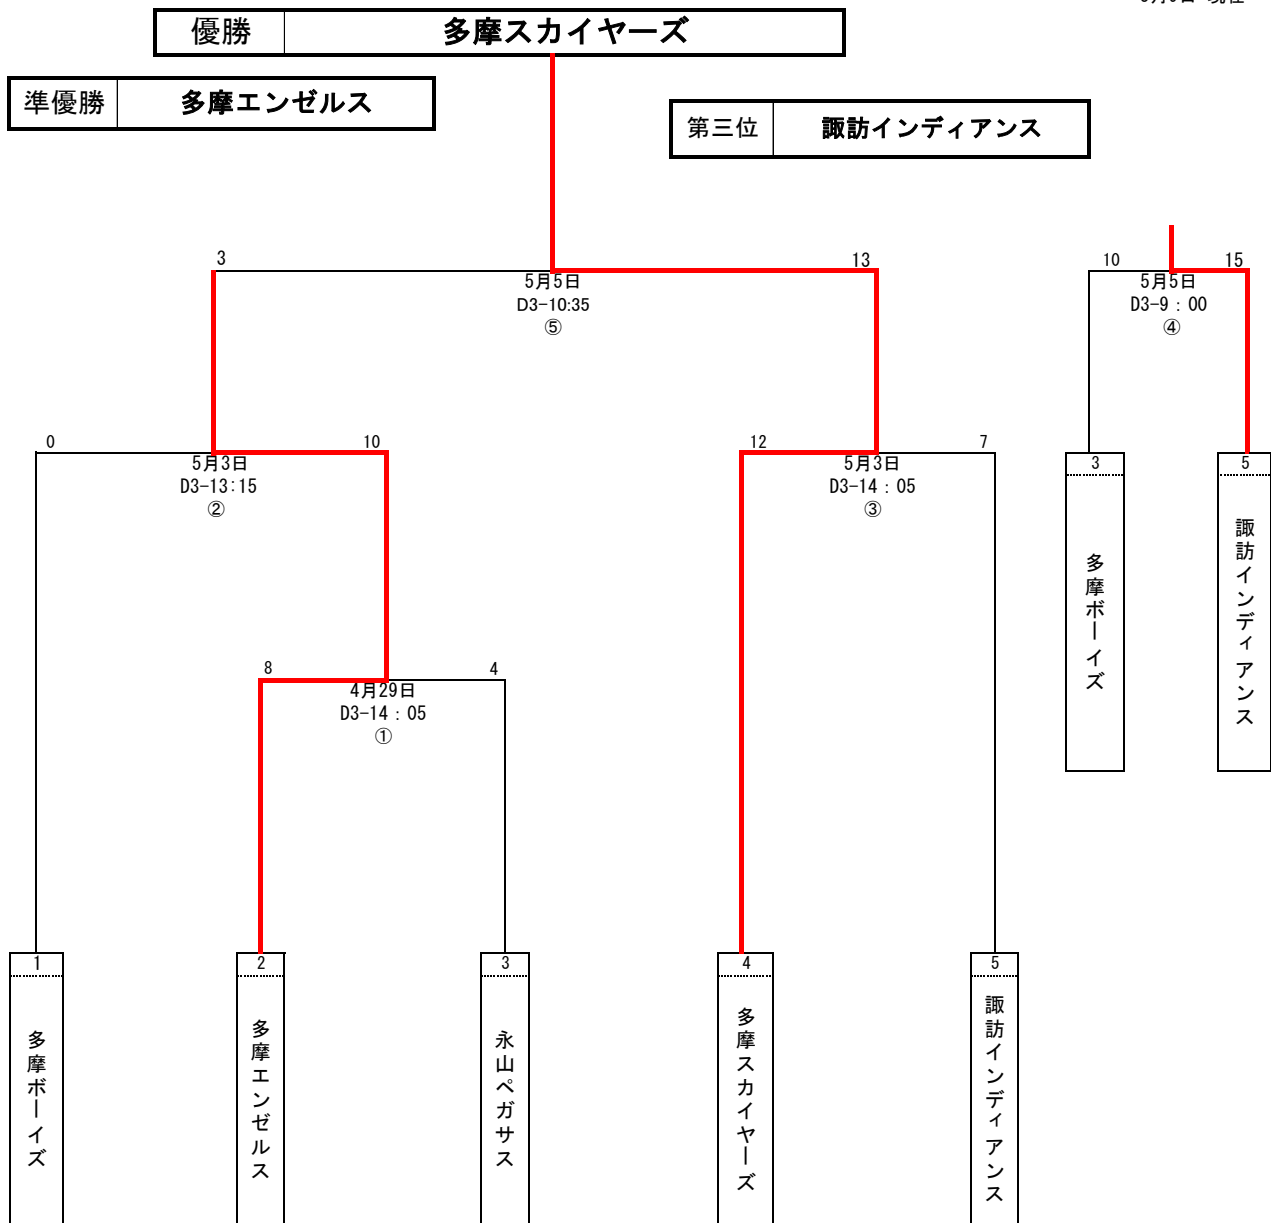 優勝 多摩スカイヤーズ
準優勝 多摩エンゼルス
第三位 諏訪インディアンス
3 13
5月5日
D3-10:35
⑤
10 15
5月5日
D3-9：00
④
0 10
5月3日
D3-13:15
②
12 7
5月3日
D3-14：05
③
3
多摩ボーイズ
5
諏訪インディアンス
8 4
4月29日
D3-14：05
①
1
多摩ボーイズ
2
多摩エンゼルス
3
永山ペガサス
4
多摩スカイヤーズ
5
諏訪インディアンス